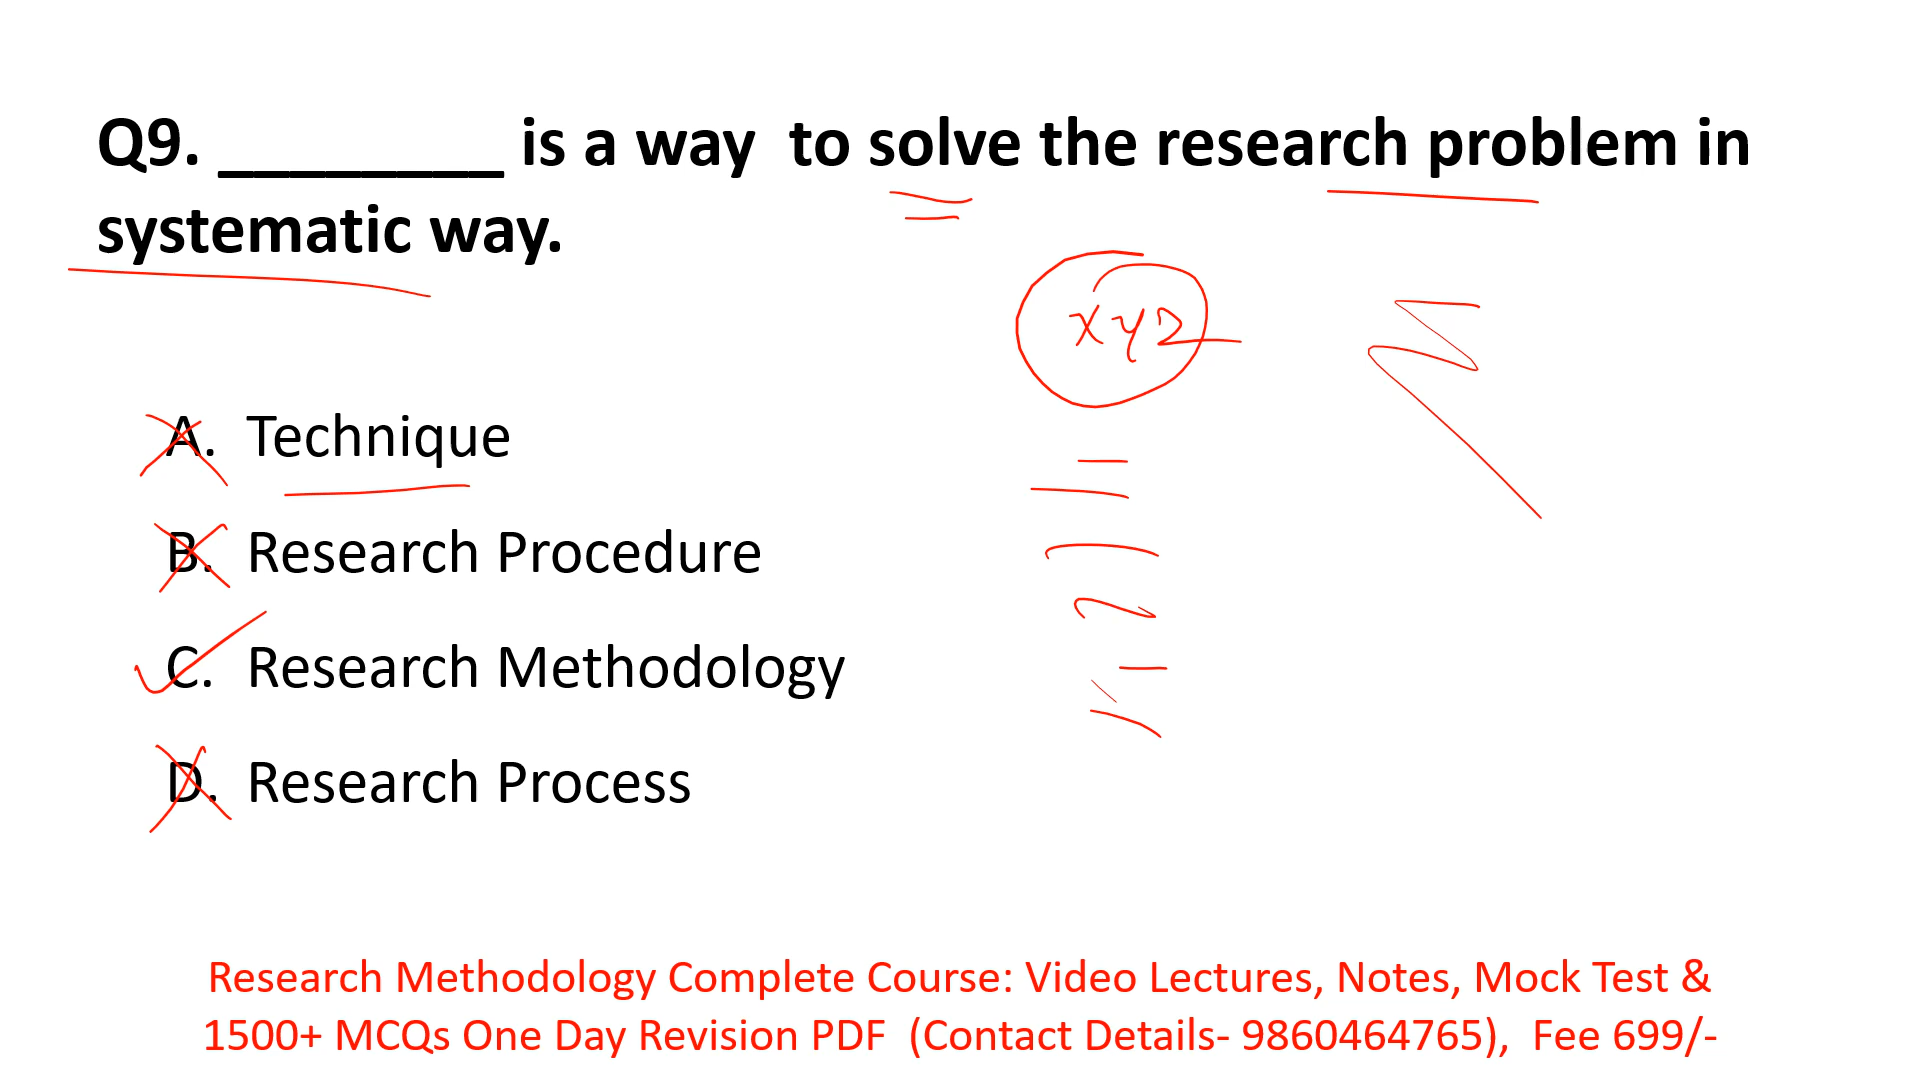 Q9. ________ is a way to solve the research problem in
systematic way.
xyz
A. Technique
B. Research Procedure
C. Research Methodology
D. Research Process
Research Methodology Complete Course: Video Lectures, Notes, Mock Test &
1500+ MCQs One Day Revision PDF (Contact Details- 9860464765), Fee 699/-